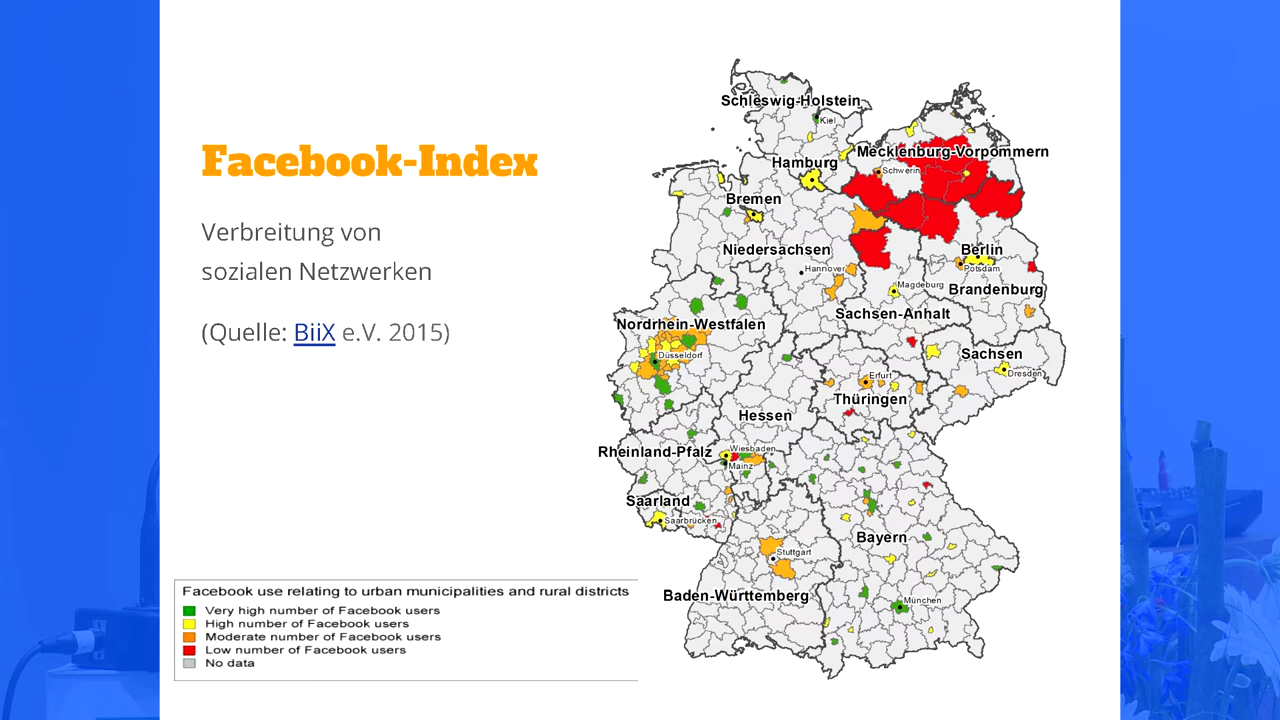 Facebook-Index
Verbreitung von
sozialen Netzwerken
(Quelle: BiiX e.V. 2015)
Schleswig-Holstein
Kiel
Mecklenburg-Vorpommern
Hamburg
Schwerin
Bremen
Niedersachsen
Berlin
Hannover
Potsdam
Magdeburg
Brandenburg
Sachsen-Anhalt
Nordrhein-Westfalen
Düsseldorf
Sachsen
Dresden
Erfurt
Thüringen
Hessen
Rheinland-Pfalz
Wiesbaden
Mainz
Saarland
Saarbrücken
Bayern
Stuttgart
Baden-Württemberg
München
Facebook use relating to urban municipalities and rural districts
Very high number of Facebook users
High number of Facebook users
Moderate number of Facebook users
Low number of Facebook users
No data